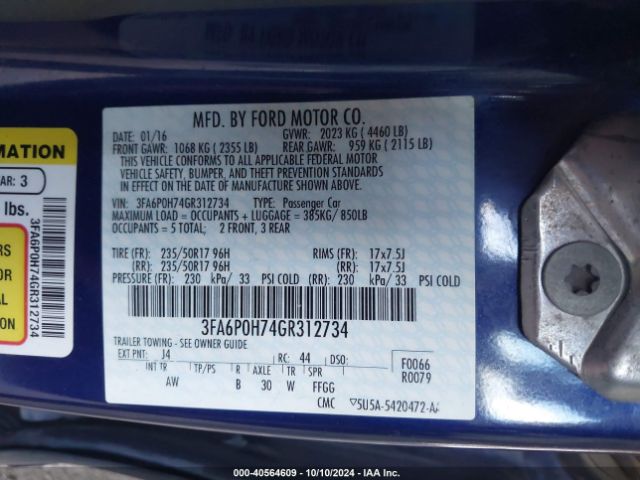 MFD. BY FORD MOTOR CO.
DATE: 01/16 GVWR: 2023 KG ( 4460 LB)
FRONT GAWR: 1068 KG ( 2355 LB) REAR GAWR: 959 KG ( 2115 LB)
THIS VEHICLE CONFORMS TO ALL APPLICABLE FEDERAL MOTOR
VEHICLE SAFETY, BUMPER, AND THEFT PREVENTION STANDARDS
IN EFFECT ON THE DATE OF MANUFACTURE SHOWN ABOVE.
VIN: 3FA6P0H74GR312734 TYPE: Passenger Car
MAXIMUM LOAD = OCCUPANTS + LUGGAGE = 385KG/ 850LB
OCCUPANTS = 5 TOTAL; 2 FRONT, 3 REAR
TIRE (FR): 235/50R17 96H RIMS (FR): 17x7.5J
(RR): 235/50R17 96H (RR): 17x7.5J
PRESSURE (FR): 230 kPa/ 33 PSI COLD (RR): 230 kPa/ 33 PSI COLD
3FA6P0H74GR312734
TRAILER TOWING - SEE OWNER GUIDE
EXT PNT: J4 RC: 44 DSO:
INT TR TP/PS R AXLE TR SPR
AW B 30 W FFGG
F0066
R0079
CMC 5U5A-5420472-AA
MATION
AR: 3
lbs.
RS
OR
AL
ION
3FA6P0H74GR312734
000-40564609 - 10/10/2024 - IAA Inc.